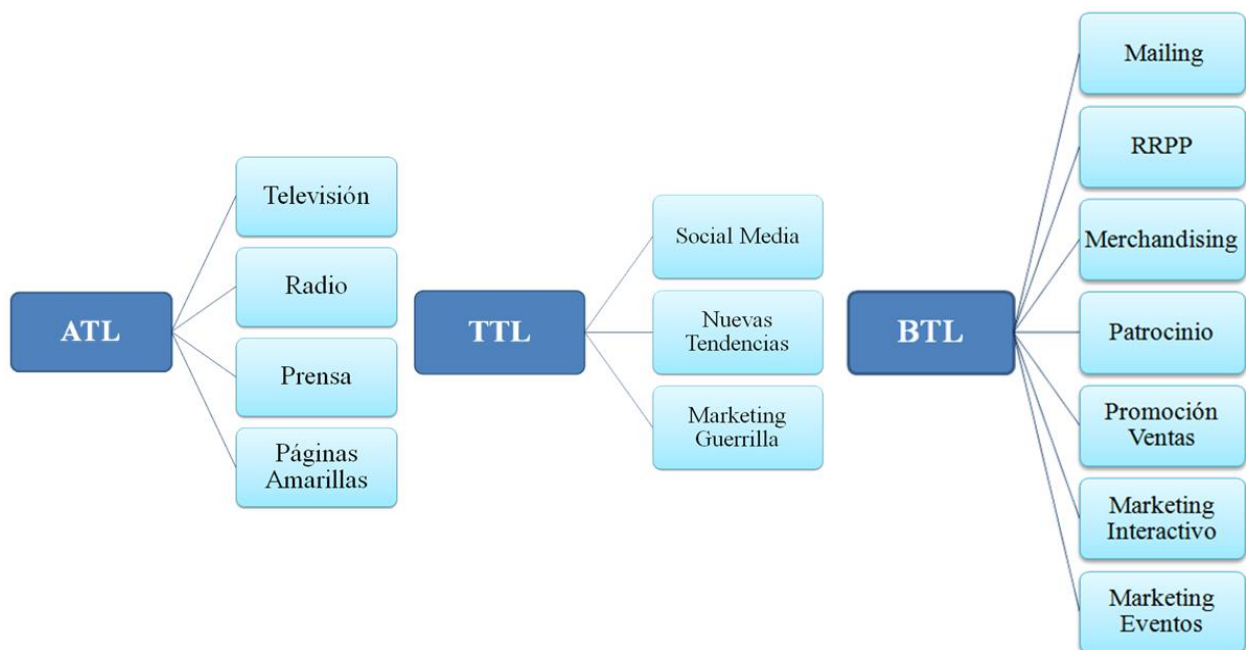 ATL
Televisión
Radio
Prensa
Páginas
Amarillas
TTL
Social Media
Nuevas
Tendencias
Marketing
Guerrilla
BTL
Mailing
RRPP
Merchandising
Patrocinio
Promoción
Ventas
Marketing
Interactivo
Marketing
Eventos